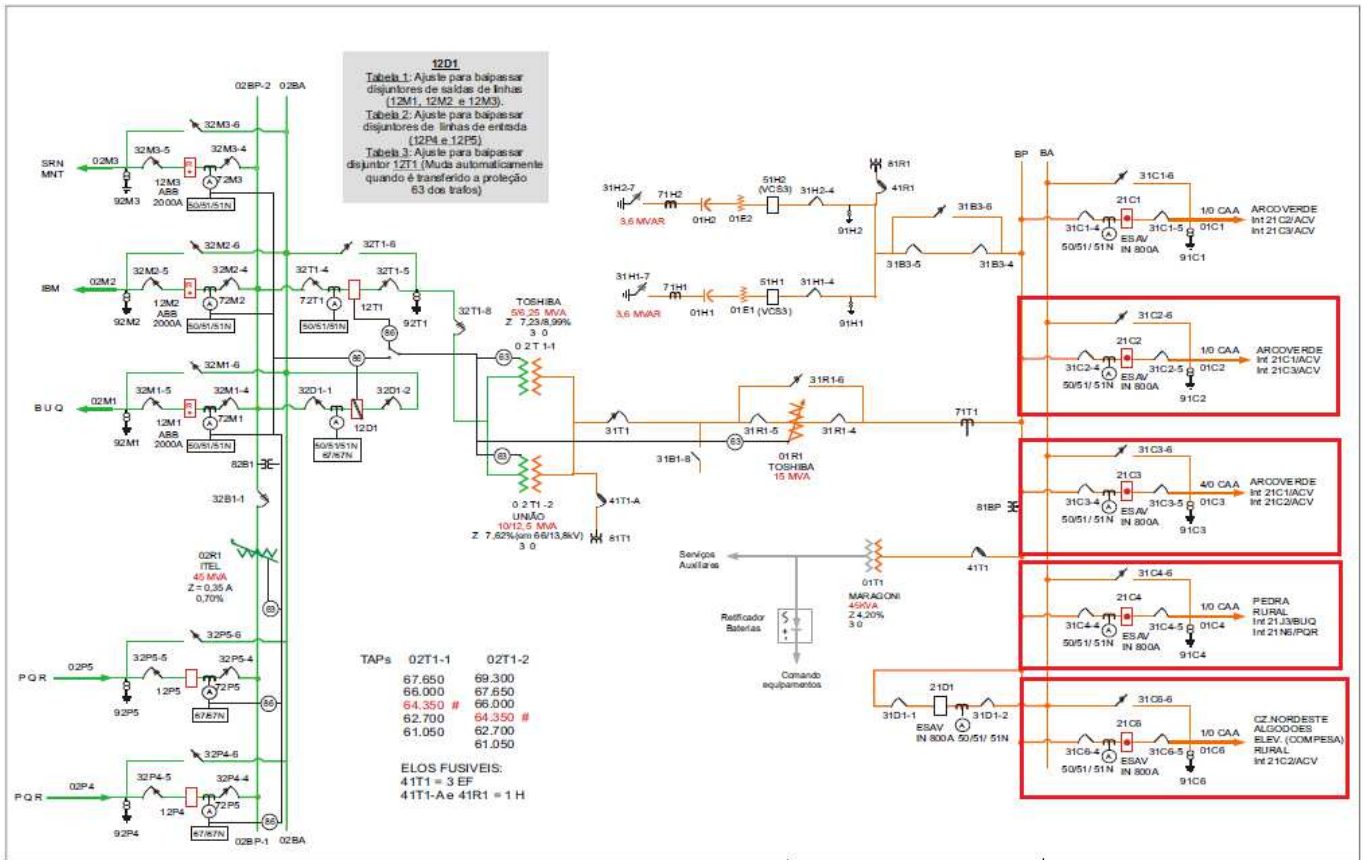 02BP-2 02BA
12D1
Tabela 1: Ajuste para baipassar
disjuntores de saídas de linhas
(12M1, 12M2 e 12M3).
Tabela 2: Ajuste para baipassar
disjuntores de linhas de entrada
(12P4 e 12P5)
Tabela 3: Ajuste para baipassar
disjuntor 12T1 (Muda automaticamente
quando é transferido a proteção
63 dos trafos)
32M3-6
SRN
MNT
02M3
32M3-5
32M3-4
12M3
ABB
2000A
A
72M3
92M3
50/51/51N
32M2-6
IBM
02M2
32M2-5
32M2-4
12M2
ABB
2000A
A
72M2
92M2
50/51/51N
32T1-6
32T1-4
32T1-5
72T1
A
12T1
50/51/51N
92T1
32T1-8
86
86
32M1-6
BUQ
02M1
32M1-5
32M1-4
12M1
ABB
2000A
A
72M1
92M1
50/51/51N
32D1-1
32D1-2
A
12D1
50/51/51N
67/67N
82B1
32B1-1
02R1
ITEL
45 MVA
Z = 0,35 A
0,70%
63
32P5-6
PQR
02P5
32P5-5
32P5-4
12P5
A
72P5
92P5
67/67N
86
32P4-6
PQR
02P4
32P4-5
32P4-4
12P4
A
72P5
92P4
67/67N
86
02BP-1 02BA
TOSHIBA
5/6,25 MVA
Z 7,23/8,99%
3 0
0 2 T 1-1
63
63
0 2 T1 -2
UNIÃO
10/12,5 MVA
Z 7,62%(em 66/13,8kV)
3 0
41T1-A
81T1
31T1
31B1-8
63
31R1-6
31R1-5
31R1-4
01R1
TOSHIBA
15 MVA
71T1
81R1
41R1
31H2-7
71H2
51H2
(VCS3)
31H2-4
3,6 MVAR
01H2
01E2
91H2
31B3-6
31B3-5
31B3-4
31H1-7
71H1
51H1
(VCS3)
31H1-4
3,6 MVAR
01H1
01E1
91H1
BP
BA
31C1-6
21C1
1/0 CAA
31C1-4
A
31C1-5
01C1
50/51/ 51N
ESAV
IN 800A
91C1
ARCOVERDE
Int 21C2/ACV
Int 21C3/ACV
31C2-6
21C2
1/0 CAA
31C2-4
A
31C2-5
01C2
50/51/ 51N
ESAV
IN 800A
91C2
ARCOVERDE
Int 21C1/ACV
Int 21C3/ACV
31C3-6
21C3
4/0 CAA
31C3-4
A
31C3-5
01C3
50/51/ 51N
ESAV
IN 800A
91C3
ARCOVERDE
Int 21C1/ACV
Int 21C2/ACV
81BP
31C4-6
21C4
1/0 CAA
31C4-4
A
31C4-5
01C4
50/51/ 51N
ESAV
IN 800A
91C4
PEDRA
RURAL
Int 21J3/BUQ
Int 21N6/PQR
31C6-6
21C6
1/0 CAA
31C6-4
A
31C6-5
01C6
50/51/ 51N
ESAV
IN 800A
91C6
CZ.NORDESTE
ALGODOES
ELEV. (COMPESA)
RURAL
Int 21C2/ACV
Serviços
Auxiliares
01T1
MARAGONI
45KVA
Z 4,20%
3 0
41T1
Retificador
Baterias
Comando
equipamentos
21D1
31D1-1
A
31D1-2
ESAV
IN 800A 50/51/ 51N
TAPs 02T1-1 02T1-2
67.650 69.300
66.000 67.650
64.350 # 66.000
62.700 64.350 #
61.050 62.700
61.050
ELOS FUSIVEIS:
41T1 = 3 EF
41T1-A e 41R1 = 1 H